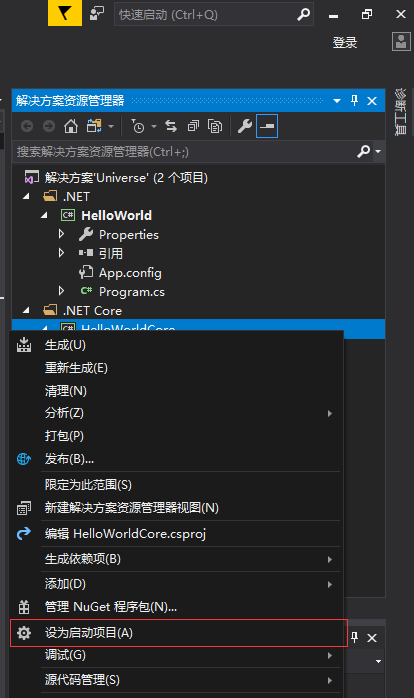 快速启动 (Ctrl+Q)
登录
解决方案资源管理器
诊断工具
搜索解决方案资源管理器(Ctrl+;)
解决方案'Universe' (2 个项目)
.NET
C# HelloWorld
Properties
引用
App.config
C# Program.cs
.NET Core
C# HelloWorldCore
生成(U)
重新生成(E)
清理(N)
分析(Z)
打包(P)
发布(B)...
限定为此范围(S)
新建解决方案资源管理器视图(N)
编辑 HelloWorldCore.csproj
生成依赖项(B)
添加(D)
管理 NuGet 程序包(N)...
设为启动项目(A)
调试(G)
源代码管理(S)